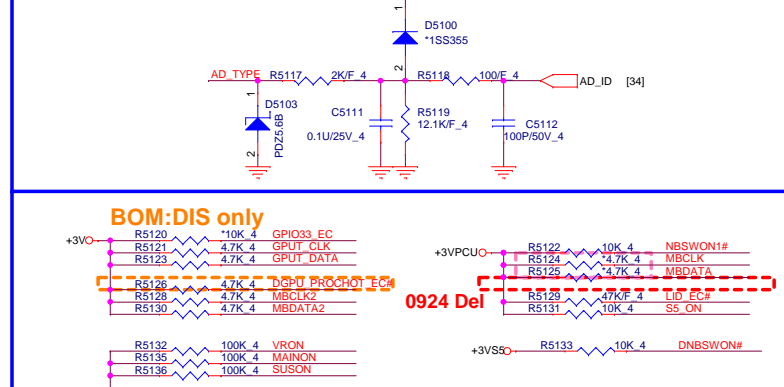 1
D5100
*1SS355
2
AD_TYPE R5117 2K/F_4 R5118 100/F_4 AD_ID [34]
1
D5103
PDZ5.6B
2
C5111
0.1U/25V_4
R5119
12.1K/F_4
C5112
100P/50V_4
BOM:DIS only
+3V
R5120 *10K_4 GPIO33_EC
R5121 4.7K_4 GPUT_CLK
R5123 4.7K_4 GPUT_DATA
R5126 4.7K_4 DGPU_PROCHOT_EC#
R5128 4.7K_4 MBCLK2
R5130 4.7K_4 MBDATA2
R5132 100K_4 VRON
R5135 100K_4 MAINON
R5136 100K_4 SUSON
+3VPCU
R5122 10K_4 NBSWON1#
R5124 *4.7K_4 MBCLK
R5125 *4.7K_4 MBDATA
0924 Del
R5129 47K/F_4 LID_EC#
R5131 10K_4 S5_ON
+3VS5 R5133 10K_4 DNBSWON#